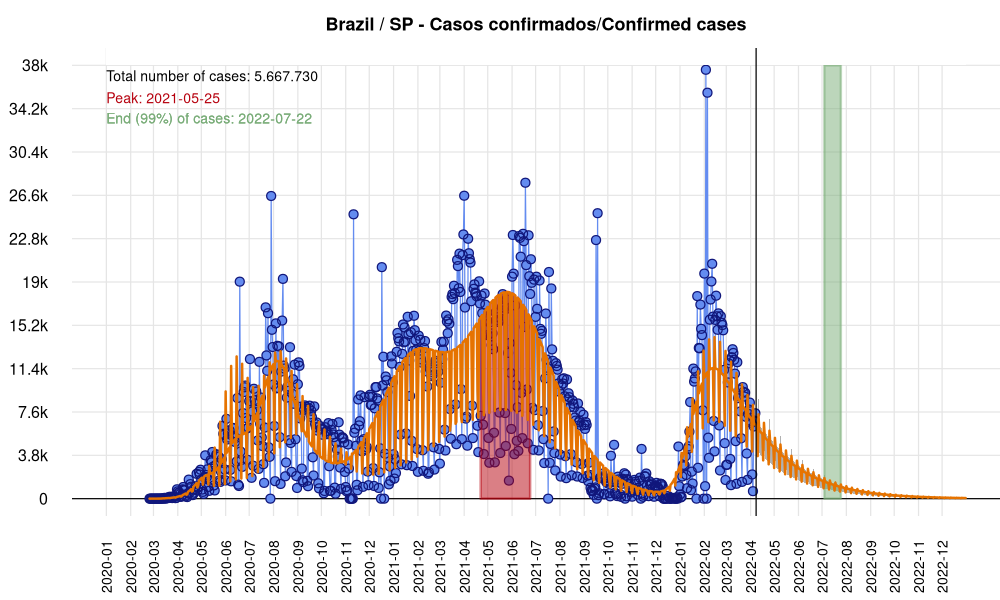 Brazil / SP - Casos confirmados/Confirmed cases
Total number of cases: 5.667.730
Peak: 2021-05-25
End (99%) of cases: 2022-07-22
38k
34.2k
30.4k
26.6k
22.8k
19k
15.2k
11.4k
7.6k
3.8k
0
2020-01
2020-02
2020-03
2020-04
2020-05
2020-06
2020-07
2020-08
2020-09
2020-10
2020-11
2020-12
2021-01
2021-02
2021-03
2021-04
2021-05
2021-06
2021-07
2021-08
2021-09
2021-10
2021-11
2021-12
2022-01
2022-02
2022-03
2022-04
2022-05
2022-06
2022-07
2022-08
2022-09
2022-10
2022-11
2022-12